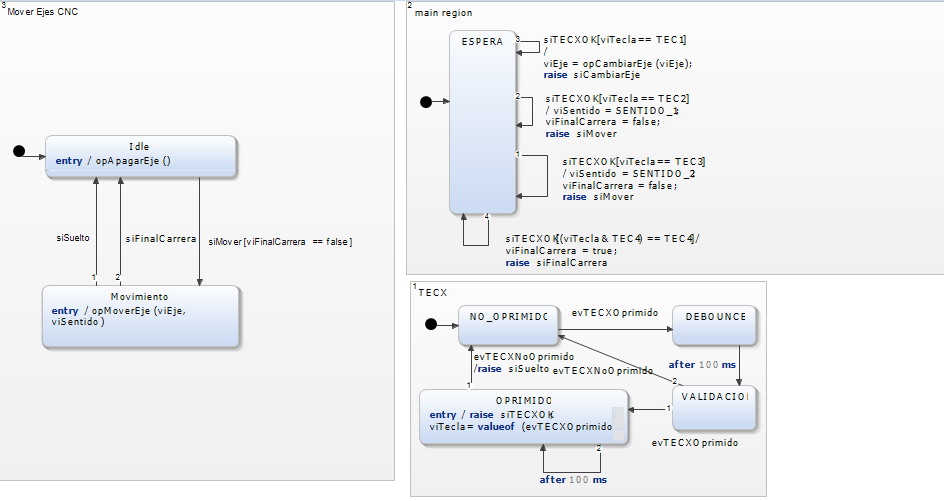 3
Mover Ejes CNC
Idle
entry / opApagarEje ()
siSuelto
siFinalCarrera
siMover [viFinalCarrera == false]
1
2
Movimiento
entry / opMoverEje (viEje,
viSentido )
2
main region
ESPERA
3
siTECXOK[viTecla == TEC1]
/
viEje = opCambiarEje (viEje);
raise siCambiarEje
2
siTECXOK[viTecla == TEC2]
/ viSentido = SENTIDO_1;
viFinalCarrera = false;
raise siMover
1
siTECXOK[viTecla == TEC3]
/ viSentido = SENTIDO_2;
viFinalCarrera = false;
raise siMover
4
siTECXOK[(viTecla & TEC4) == TEC4]/
viFinalCarrera = true;
raise siFinalCarrera
1
TECX
NO_OPRIMIDO
evTECXOprimido
DEBOUNCE
evTECXNoOprimido
/raise siSuelto
evTECXNoOprimido
after 100 ms
1
2
VALIDACIO
OPRIMIDO
entry / raise siTECXOK;
viTecla = valueof (evTECXOprimido
1
evTECXOprimido
2
after 100 ms